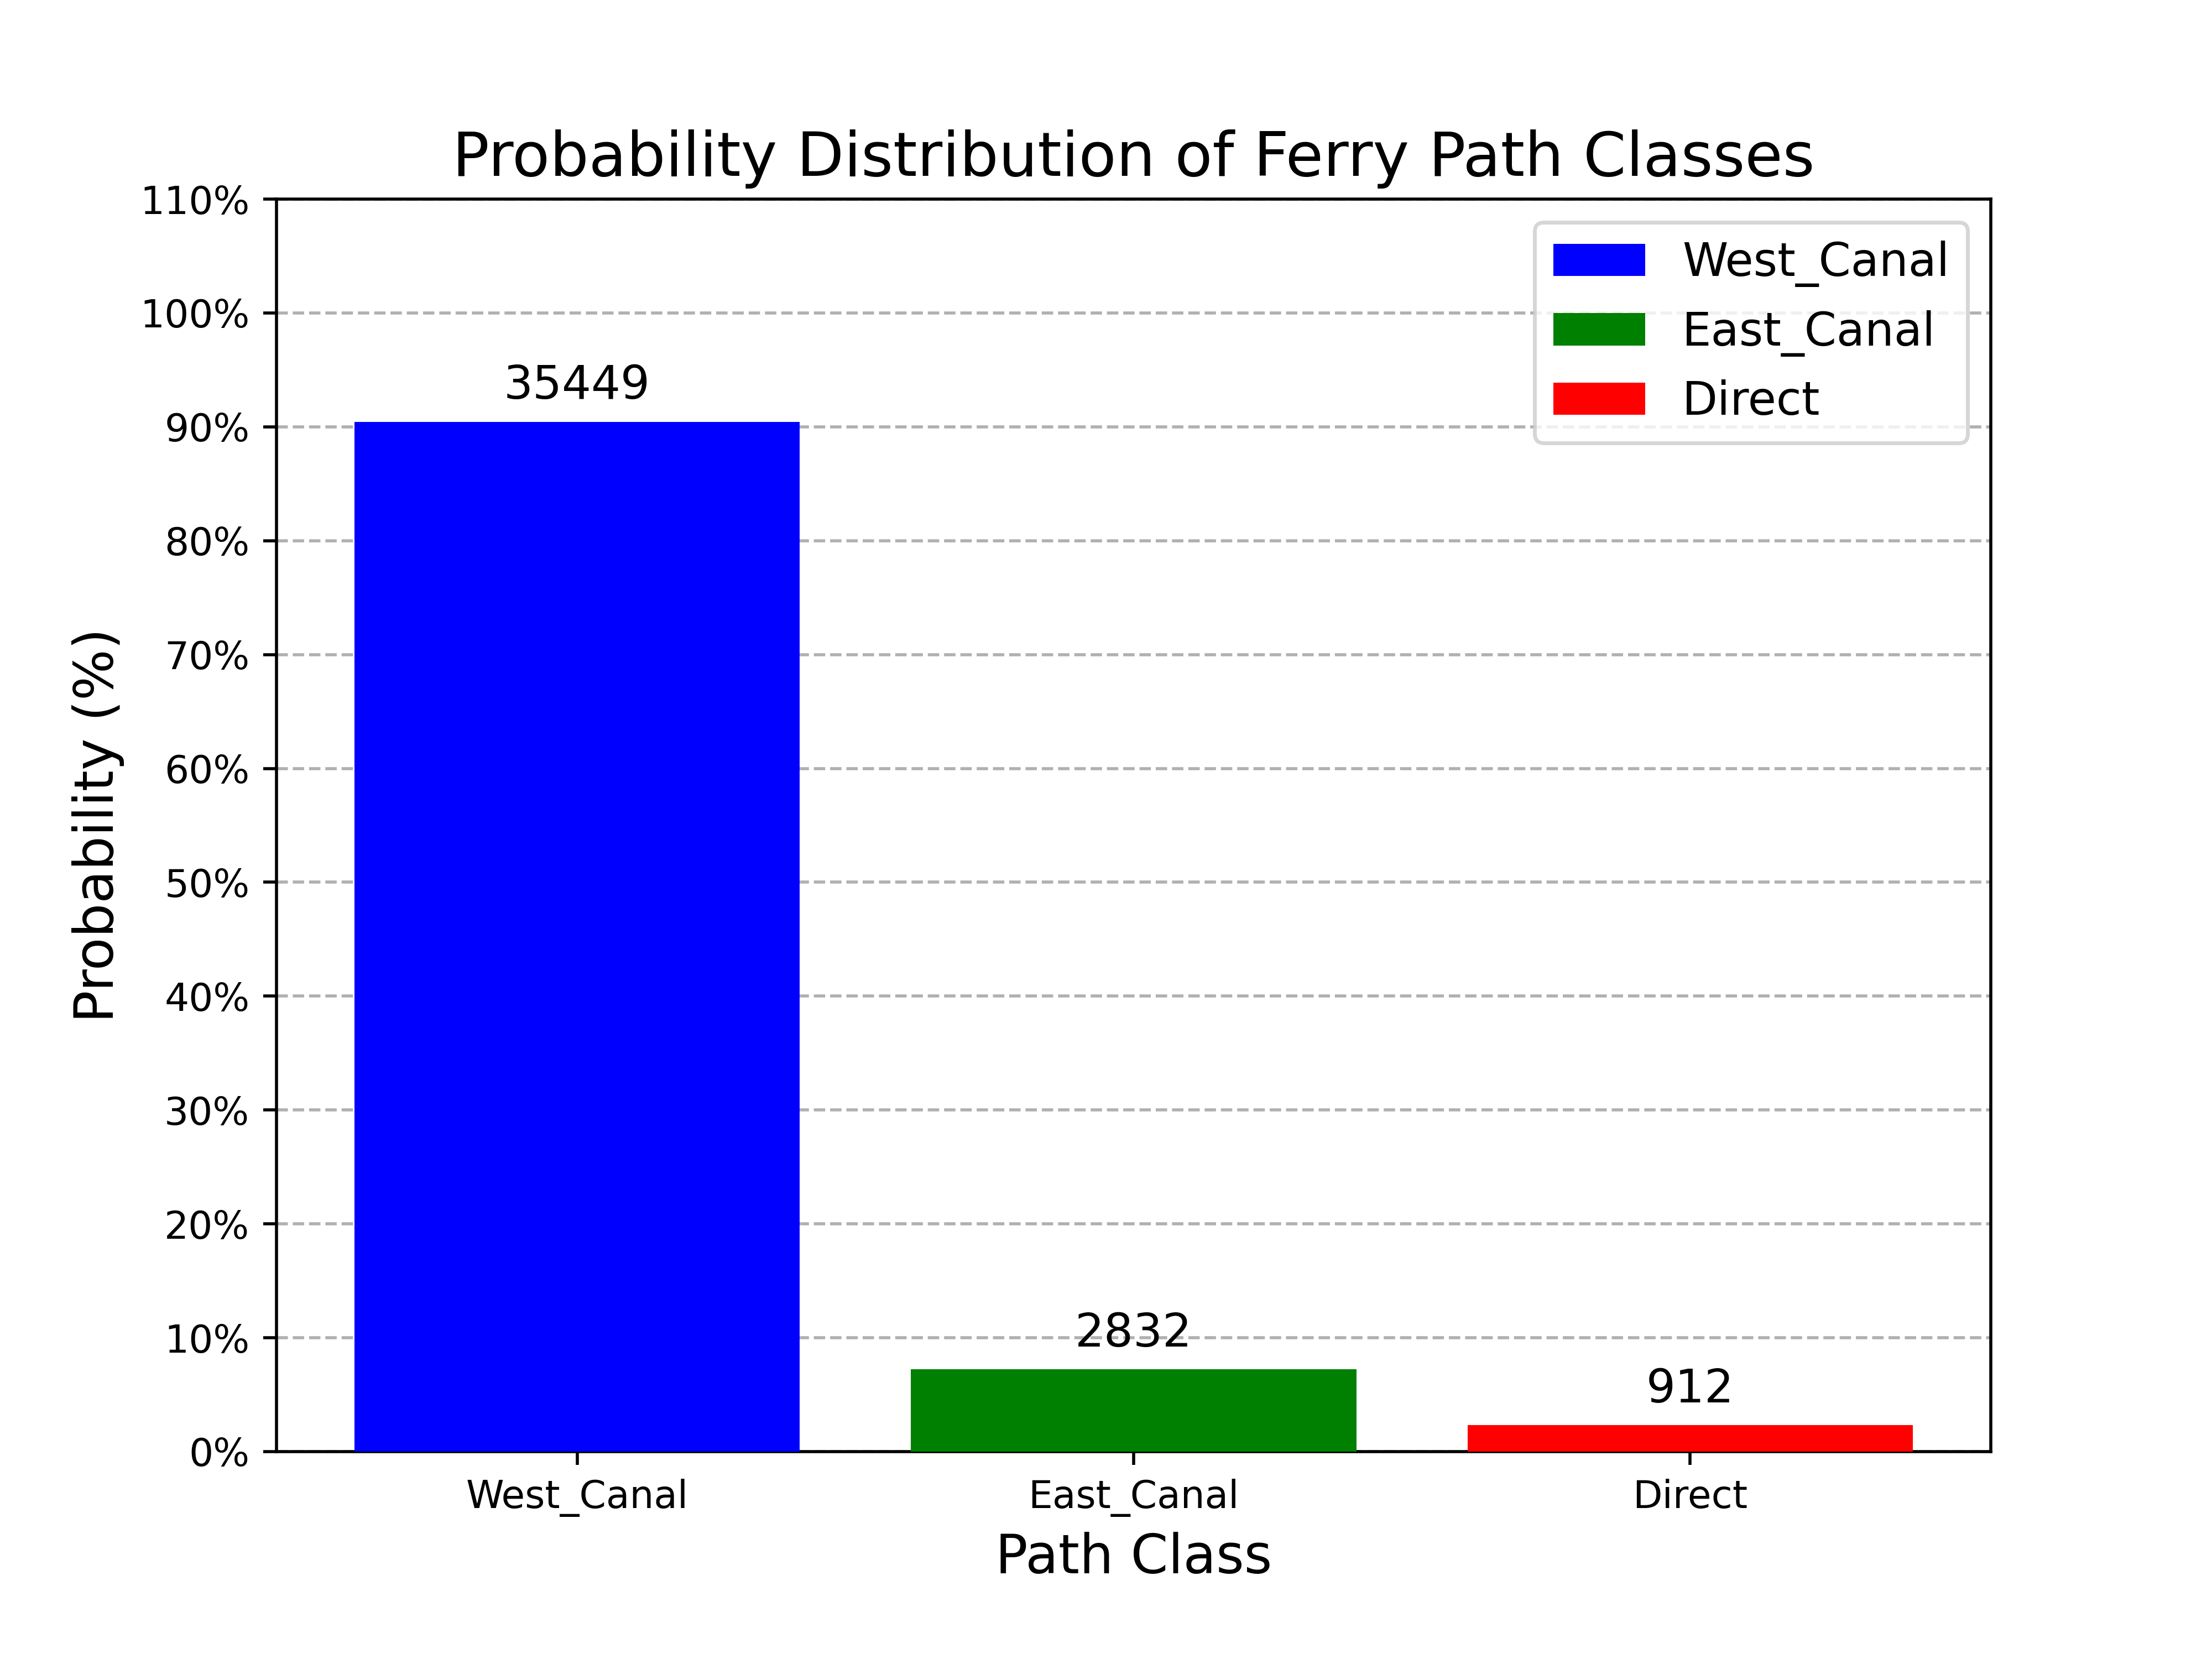 Probability Distribution of Ferry Path Classes
110%
100%
90%
80%
70%
60%
50%
40%
30%
20%
10%
0%
Probability (%)
35449
2832
912
West_Canal
East_Canal
Direct
West_Canal
East_Canal
Direct
Path Class